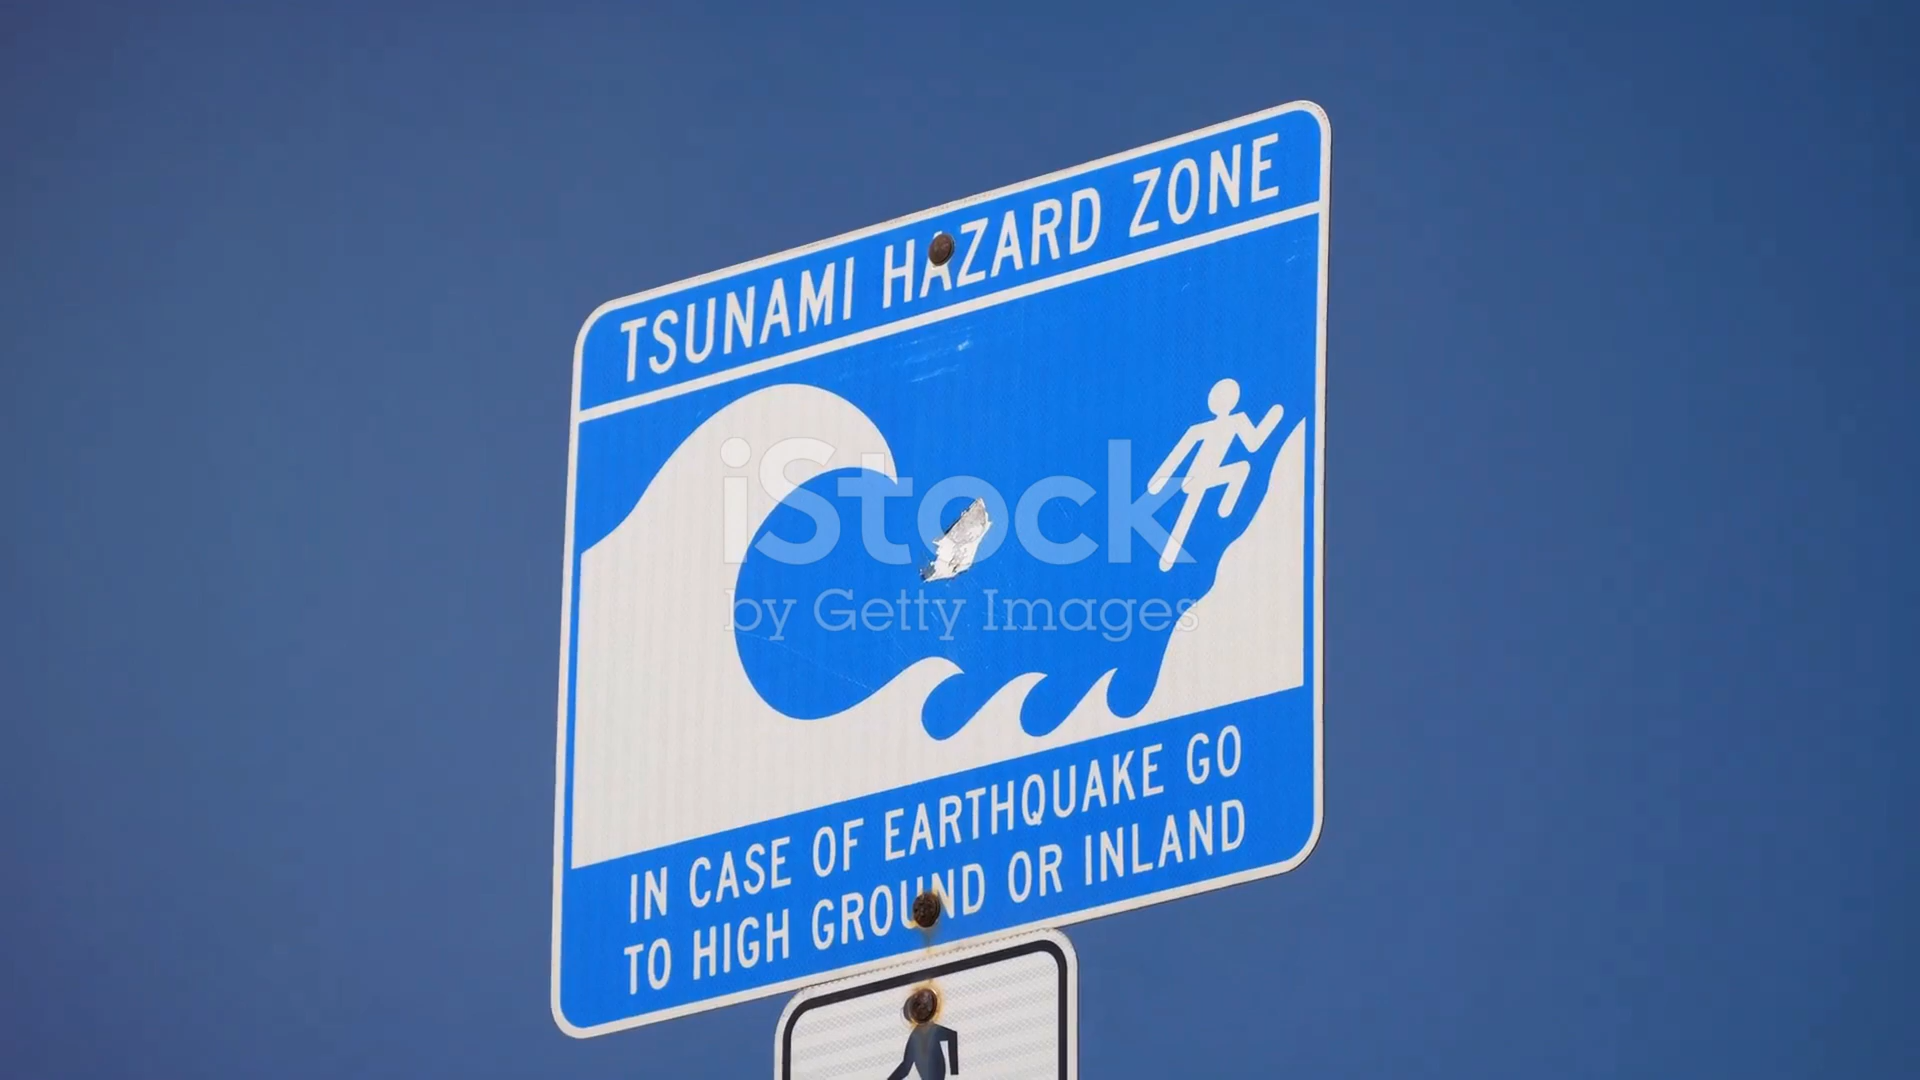 TSUNAMI HAZARD ZONE
iStock
by Getty Images
IN CASE OF EARTHQUAKE GO
TO HIGH GROUND OR INLAND